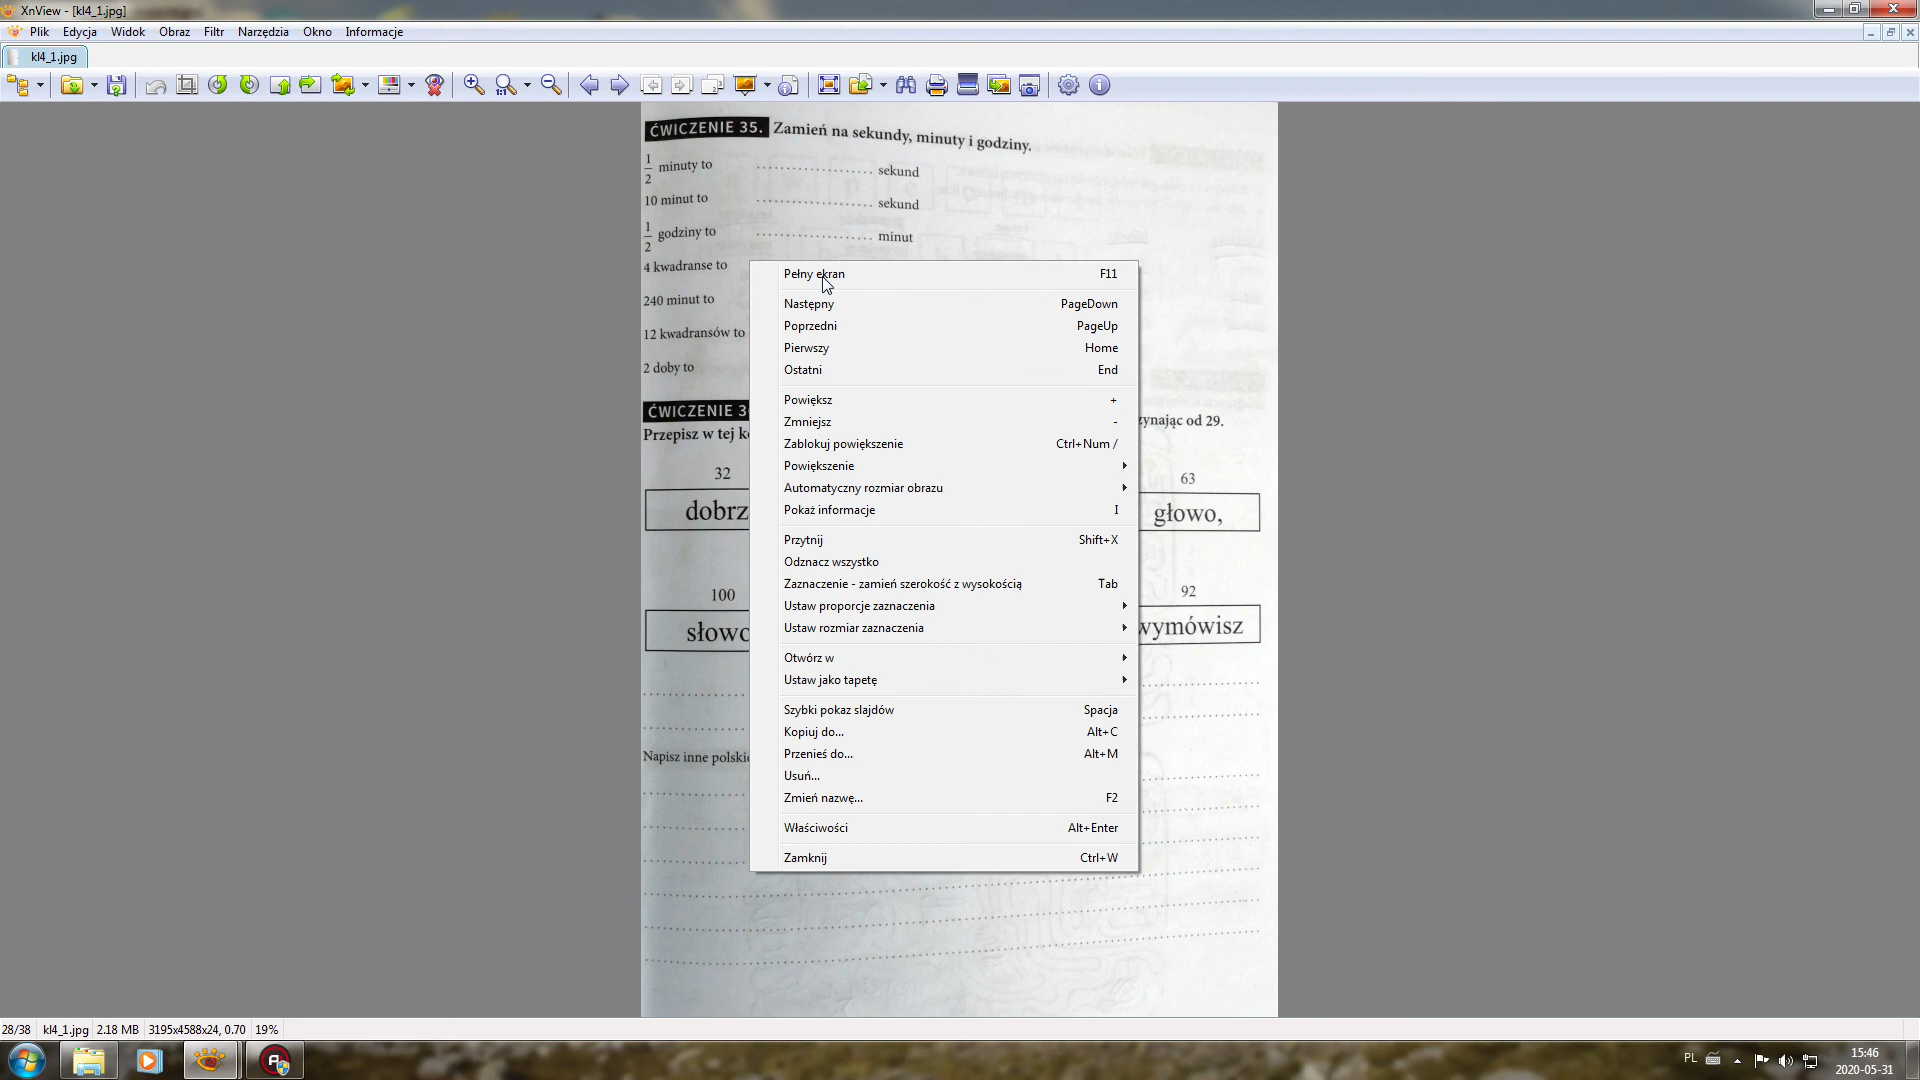 XnView - [kl4_1.jpg]
Plik Edycja Widok Obraz Filtr Narzędzia Okno Informacje
kl4_1.jpg
ĆWICZENIE 35. Zamień na sekundy, minuty i godziny.
1/2 minuty to .................... sekund
10 minut to .................... sekund
1/2 godziny to .................... minut
4 kwadranse to
240 minut to
12 kwadransów to
2 doby to
ĆWICZENIE 3
zynając od 29.
Przepisz w tej k
32
63
dobrz
głowo,
100
92
słowo
wymówisz
Napisz inne polski
Pełny ekran F11
Następny PageDown
Poprzedni PageUp
Pierwszy Home
Ostatni End
Powiększ +
Zmniejsz -
Zablokuj powiększenie Ctrl+Num /
Powiększenie
Automatyczny rozmiar obrazu
Pokaż informacje I
Przytnij Shift+X
Odznacz wszystko
Zaznaczenie - zamień szerokość z wysokością Tab
Ustaw proporcje zaznaczenia
Ustaw rozmiar zaznaczenia
Otwórz w
Ustaw jako tapetę
Szybki pokaz slajdów Spacja
Kopiuj do... Alt+C
Przenieś do... Alt+M
Usuń...
Zmień nazwę... F2
Właściwości Alt+Enter
Zamknij Ctrl+W
28/38 kl4_1.jpg 2.18 MB 3195x4588x24, 0.70 19%
PL
15:46
2020-05-31